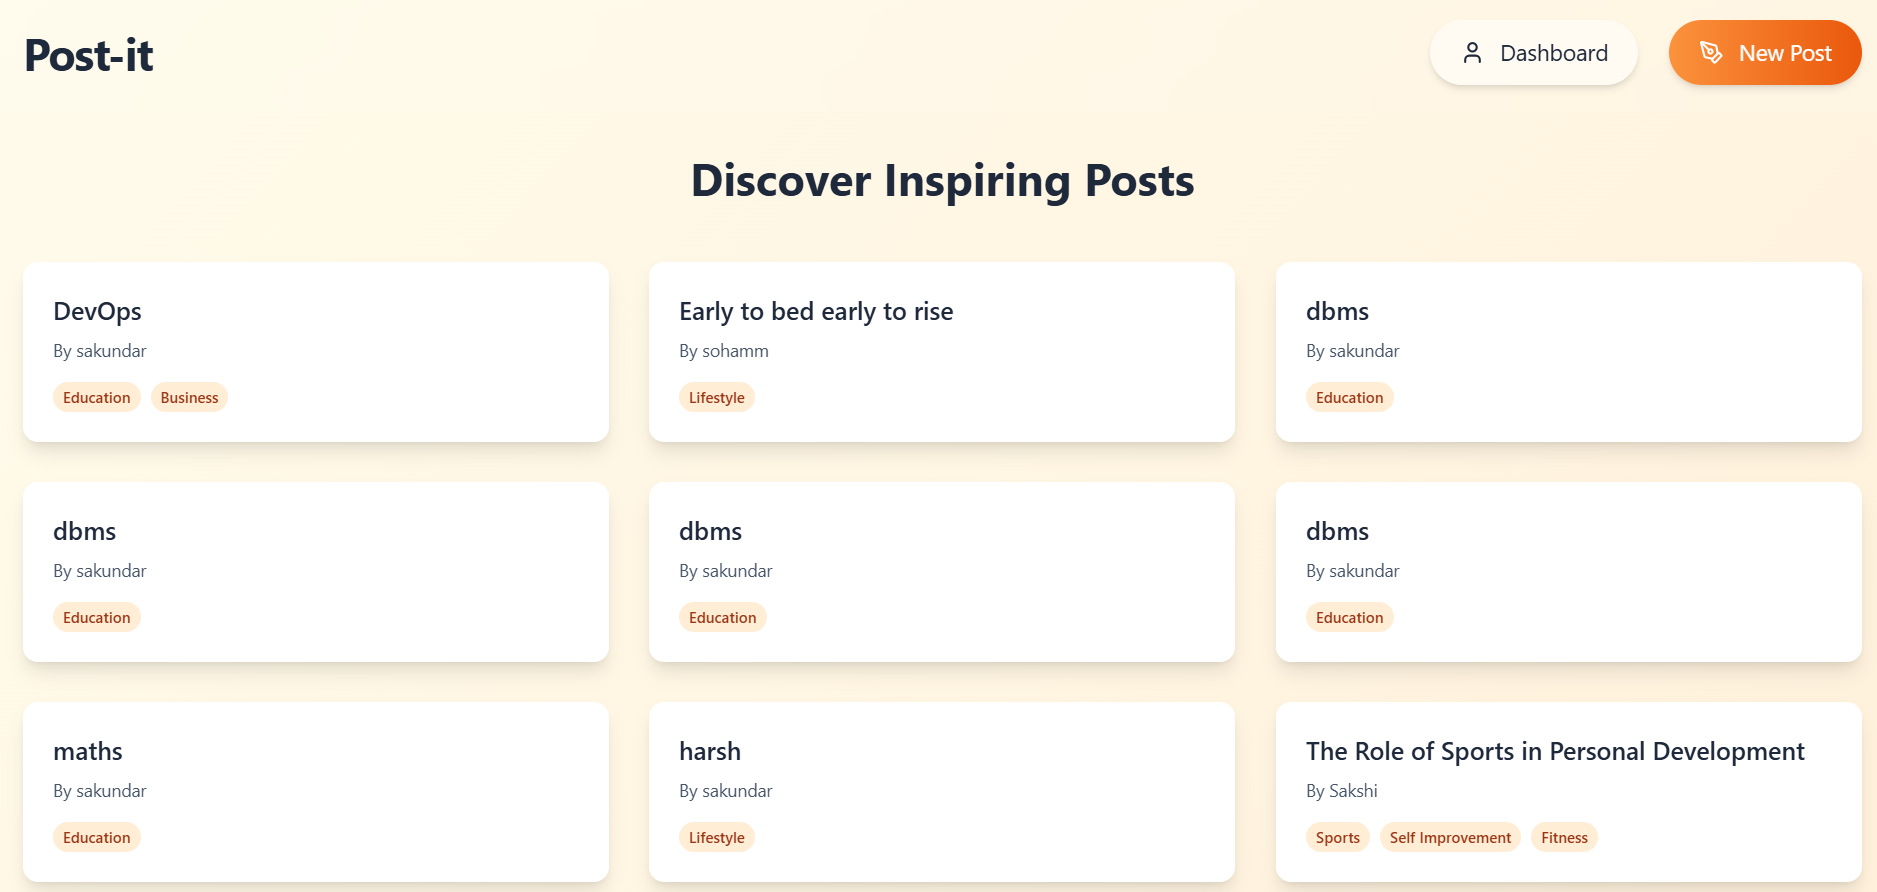 Post-it
Dashboard
New Post
Discover Inspiring Posts
DevOps
By sakundar
Education Business
Early to bed early to rise
By sohamm
Lifestyle
dbms
By sakundar
Education
dbms
By sakundar
Education
dbms
By sakundar
Education
dbms
By sakundar
Education
maths
By sakundar
Education
harsh
By sakundar
Lifestyle
The Role of Sports in Personal Development
By Sakshi
Sports Self Improvement Fitness